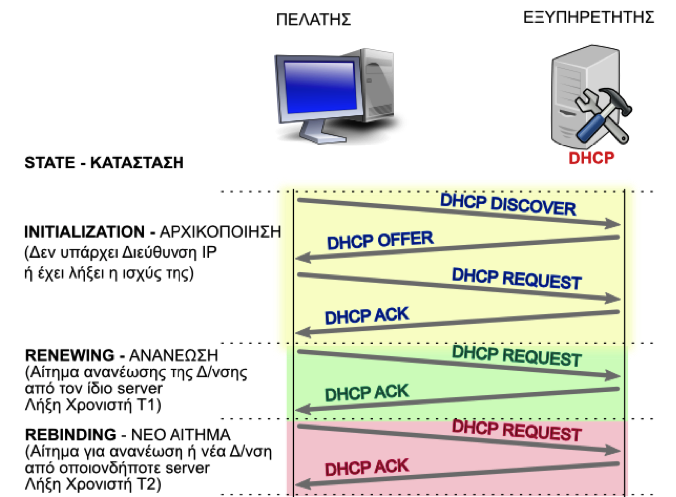 ΠΕΛΑΤΗΣ
ΕΞΥΠΗΡΕΤΗΤΗΣ
DHCP
STATE - ΚΑΤΑΣΤΑΣΗ
DHCP DISCOVER
INITIALIZATION - ΑΡΧΙΚΟΠΟΙΗΣΗ
(Δεν υπάρχει Διεύθυνση IP
ή έχει λήξει η ισχύς της)
DHCP OFFER
DHCP REQUEST
DHCP ACK
RENEWING - ΑΝΑΝΕΩΣΗ
(Αίτημα ανανέωσης της Δ/νσης
από τον ίδιο server
Λήξη Χρονιστή T1)
DHCP REQUEST
DHCP ACK
REBINDING - ΝΕΟ ΑΙΤΗΜΑ
(Αίτημα για ανανέωση ή νέα Δ/νση
από οποιονδήποτε server
Λήξη Χρονιστή T2)
DHCP REQUEST
DHCP ACK